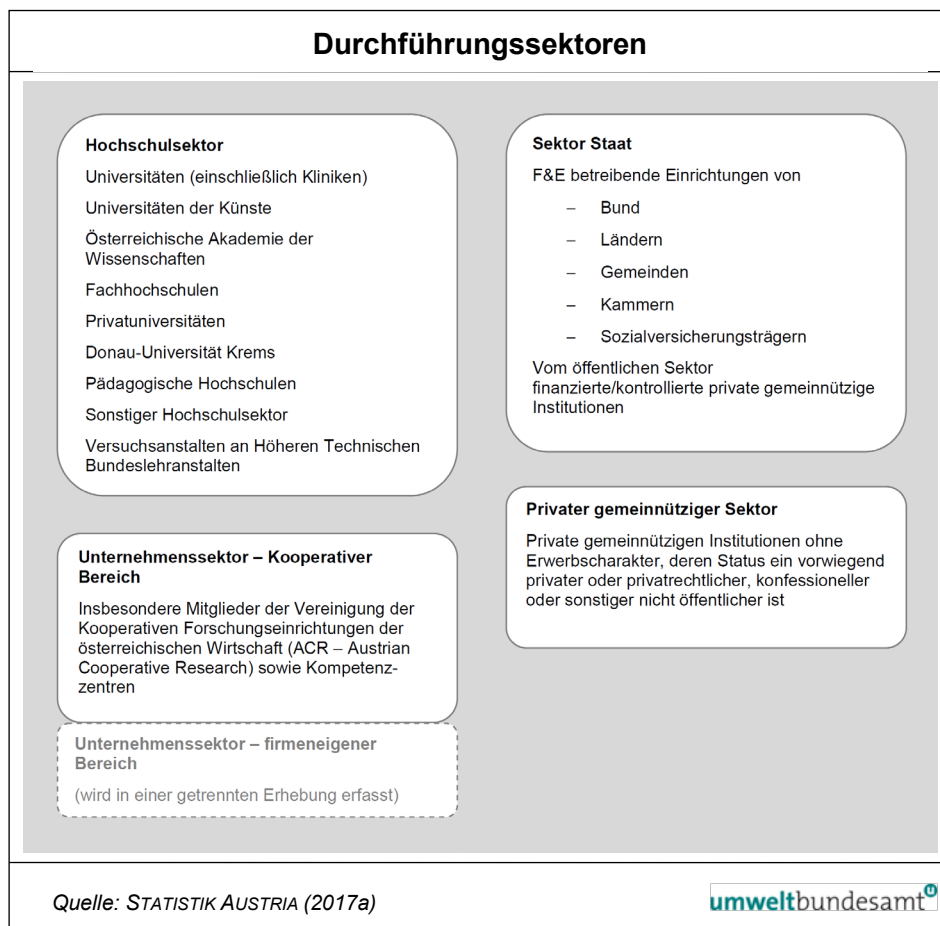 Durchführungssektoren
Hochschulsektor
Universitäten (einschließlich Kliniken)
Universitäten der Künste
Österreichische Akademie der
Wissenschaften
Fachhochschulen
Privatuniversitäten
Donau-Universität Krems
Pädagogische Hochschulen
Sonstiger Hochschulsektor
Versuchsanstalten an Höheren Technischen
Bundeslehranstalten
Unternehmenssektor – Kooperativer
Bereich
Insbesondere Mitglieder der Vereinigung der
Kooperativen Forschungseinrichtungen der
österreichischen Wirtschaft (ACR – Austrian
Cooperative Research) sowie Kompetenz-
zentren
Unternehmenssektor – firmeneigener
Bereich
(wird in einer getrennten Erhebung erfasst)
Sektor Staat
F&E betreibende Einrichtungen von
– Bund
– Ländern
– Gemeinden
– Kammern
– Sozialversicherungsträgern
Vom öffentlichen Sektor
finanzierte/kontrollierte private gemeinnützige
Institutionen
Privater gemeinnütziger Sektor
Private gemeinnützigen Institutionen ohne
Erwerbscharakter, deren Status ein vorwiegend
privater oder privatrechtlicher, konfessioneller
oder sonstiger nicht öffentlicher ist
Quelle: STATISTIK AUSTRIA (2017a)
umweltbundesamt u